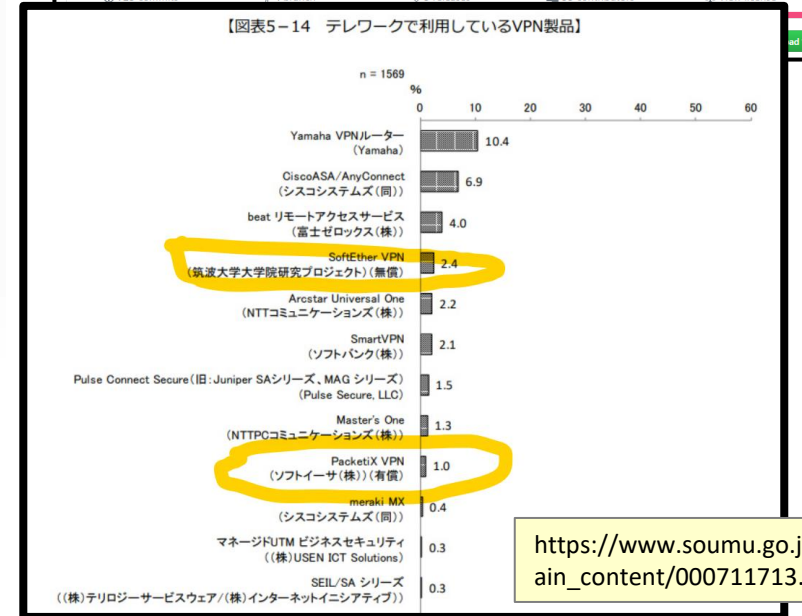 【図表5－14　テレワークで利用しているVPN製品】
n = 1569
%
0 10 20 30 40 50 60
Yamaha VPNルーター
(Yamaha)
10.4
CiscoASA/AnyConnect
(シスコシステムズ(同))
6.9
beat リモートアクセスサービス
(富士ゼロックス(株))
4.0
SoftEther VPN
(筑波大学大学院研究プロジェクト)(無償)
2.4
Arcstar Universal One
(NTTコミュニケーションズ(株))
2.2
SmartVPN
(ソフトバンク(株))
2.1
Pulse Connect Secure(旧:Juniper SAシリーズ、MAG シリーズ)
(Pulse Secure, LLC)
1.5
Master's One
(NTTPCコミュニケーションズ(株))
1.3
PacketiX VPN
(ソフトイーサ(株))(有償)
1.0
meraki MX
(シスコシステムズ(同))
0.4
マネージドUTM ビジネスセキュリティ
((株)USEN ICT Solutions)
0.3
SEIL/SA シリーズ
((株)テリロジーサービスウェア/(株)インターネットイニシアティブ))
0.3
https://www.soumu.go.j
ain_content/000711713.